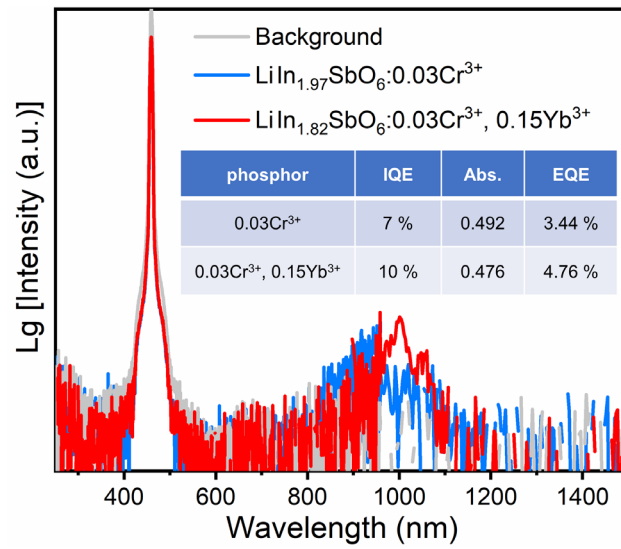 Background
LiIn₁.₉₇SbO₆:0.03Cr³⁺
LiIn₁.₈₂SbO₆:0.03Cr³⁺, 0.15Yb³⁺
phosphor IQE Abs. EQE
0.03Cr³⁺ 7 % 0.492 3.44 %
0.03Cr³⁺, 0.15Yb³⁺ 10 % 0.476 4.76 %
Lg [Intensity (a.u.)]
400 600 800 1000 1200 1400
Wavelength (nm)